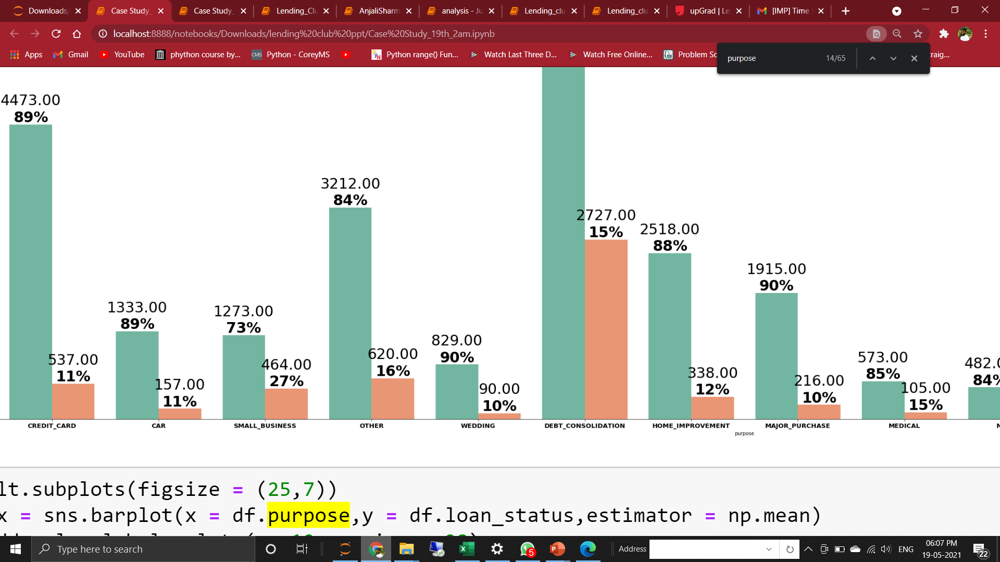 Downloads/
Case Study_
Case Study_
Lending_Clu
AnjaliSharm
analysis - Ju
Lending_clu
Lending_clu
upGrad | Le
[IMP] Time
localhost:8888/notebooks/Downloads/lending%20club%20ppt/Case%20Study_19th_2am.ipynb
Apps
Gmail
YouTube
phython course by...
CMS
Python - CoreyMS
Python range() Fun...
Watch Last Three D...
Watch Free Online...
Problem Sc
raig...
purpose
14/65
4473.00
89%
537.00
11%
1333.00
89%
157.00
11%
1273.00
73%
464.00
27%
3212.00
84%
620.00
16%
829.00
90%
90.00
10%
2727.00
15%
2518.00
88%
338.00
12%
1915.00
90%
216.00
10%
573.00
85%
105.00
15%
482.0
84%
CREDIT_CARD
CAR
SMALL_BUSINESS
OTHER
WEDDING
DEBT_CONSOLIDATION
HOME_IMPROVEMENT
MAJOR_PURCHASE
MEDICAL
purpose
lt.subplots(figsize = (25,7))
x = sns.barplot(x = df.purpose,y = df.loan_status,estimator = np.mean)
Type here to search
5
Address
ENG
06:07 PM
19-05-2021
22